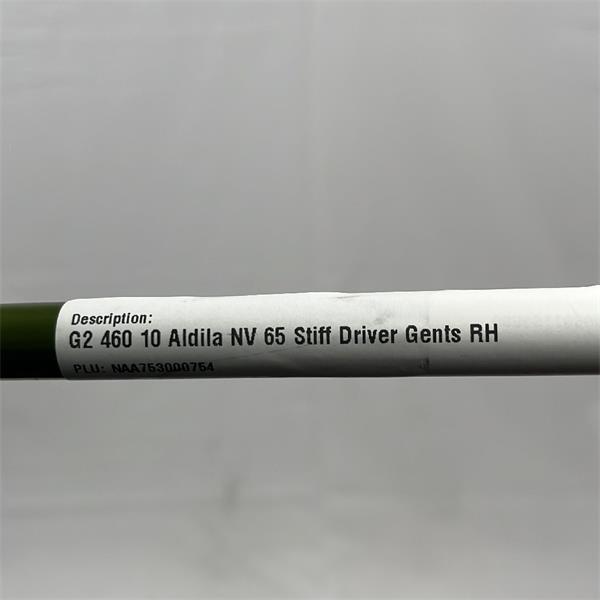 Description:
G2 460 10 Aldila NV 65 Stiff Driver Gents RH
PLU: NAA753000754